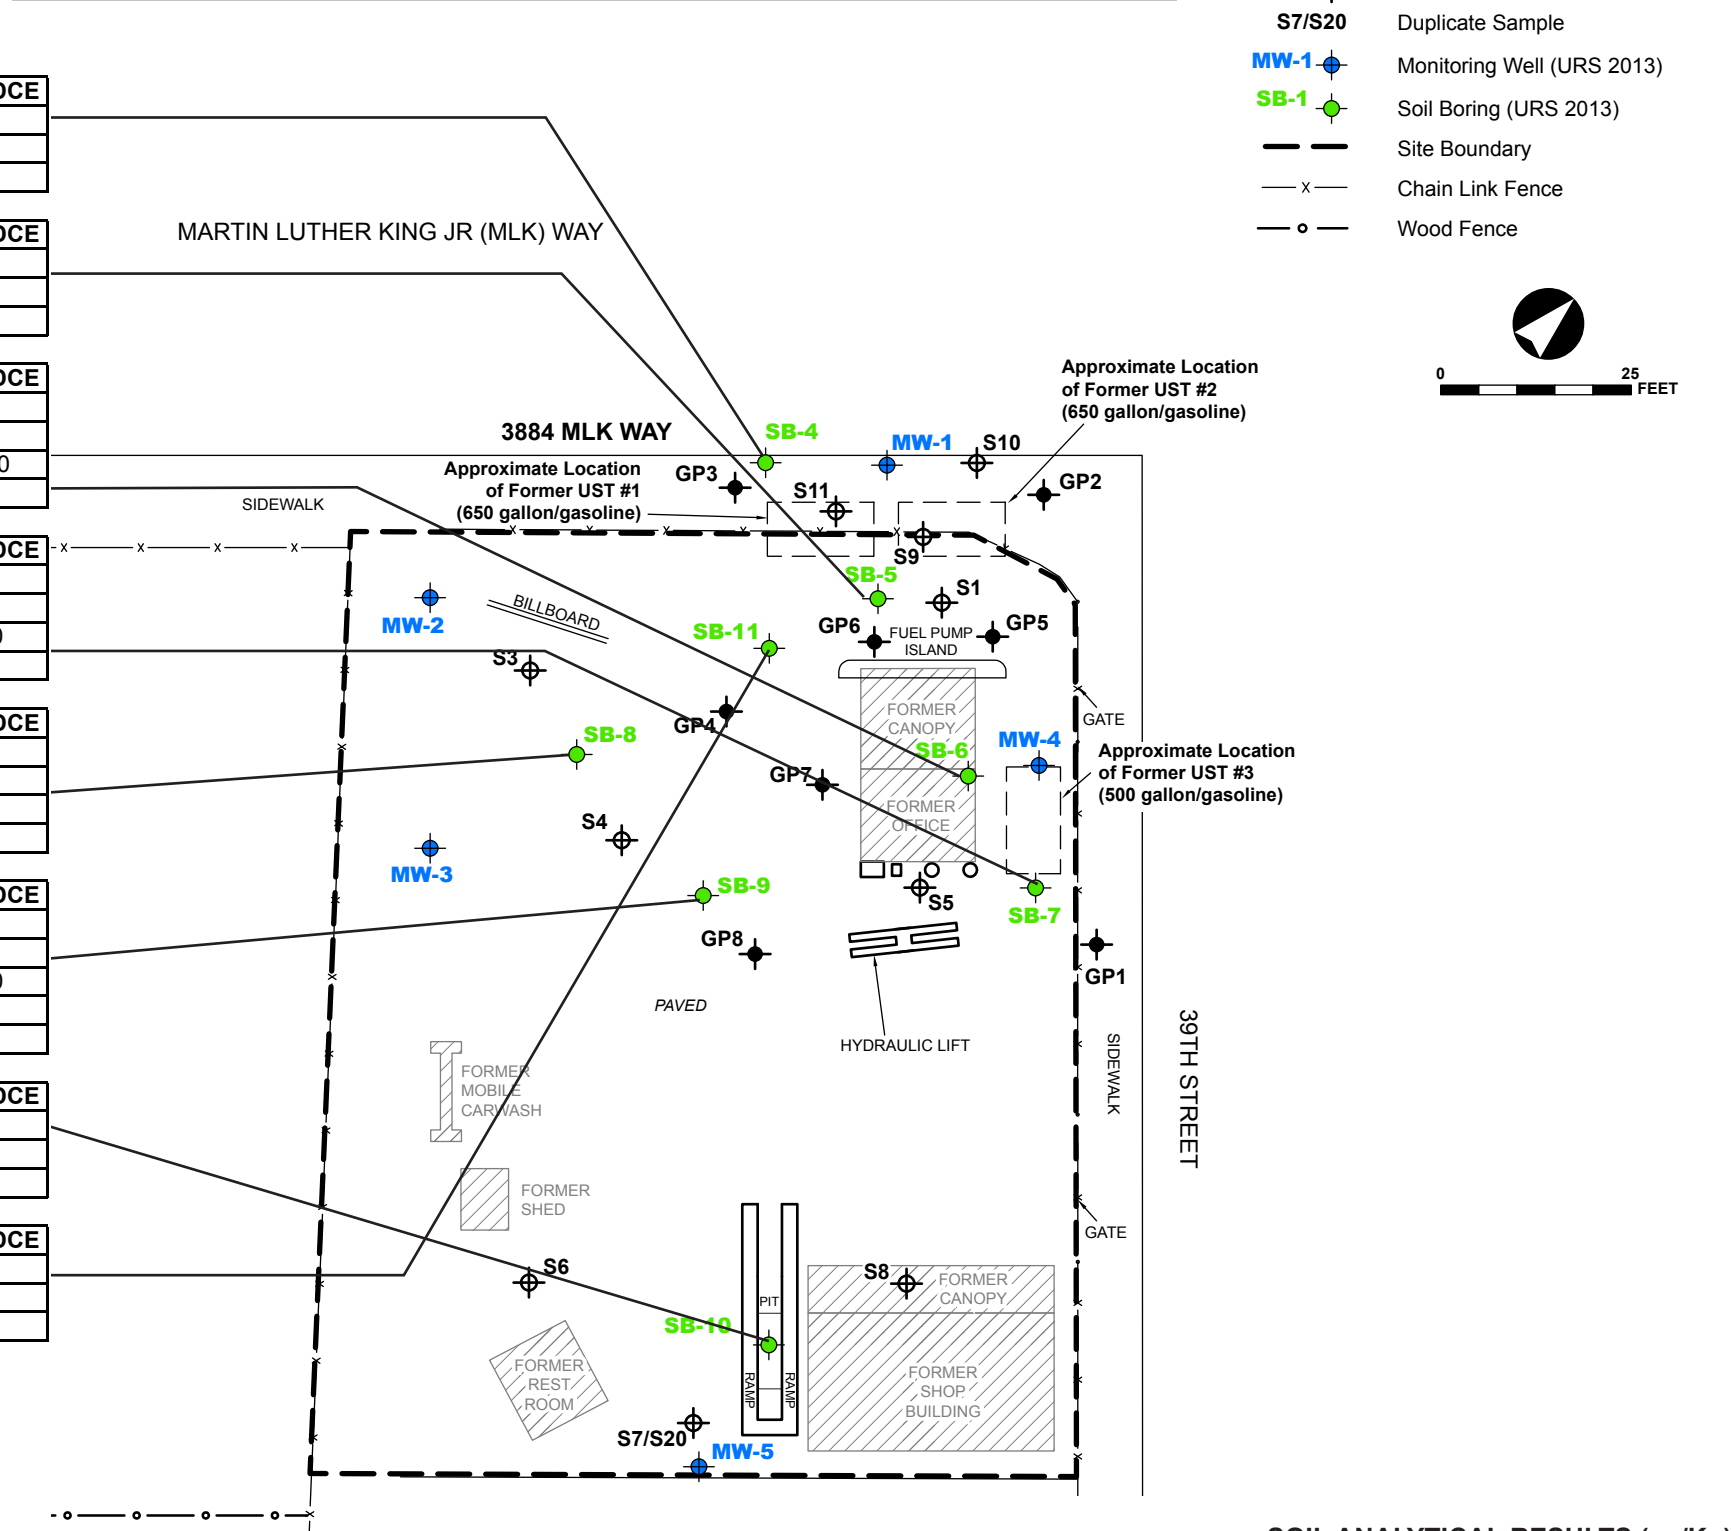 S7/S20 Duplicate Sample
MW-1 Monitoring Well (URS 2013)
SB-1 Soil Boring (URS 2013)
Site Boundary
X Chain Link Fence
Wood Fence
0 25
FEET
MARTIN LUTHER KING JR (MLK) WAY
3884 MLK WAY
Approximate Location
of Former UST #1
(650 gallon/gasoline)
Approximate Location
of Former UST #2
(650 gallon/gasoline)
SIDEWALK
SB-4
MW-1
S10
GP3
GP2
S11
S9
SB-5
S1
MW-2
BILLBOARD
SB-11
GP6
GP5
FUEL PUMP
ISLAND
S3
FORMER
CANOPY
GP4
GATE
SB-8
SB-6
MW-4
Approximate Location
of Former UST #3
(500 gallon/gasoline)
GP7
FORMER
OFFICE
S4
MW-3
SB-9
S5
SB-7
GP8
GP1
PAVED
HYDRAULIC LIFT
SIDEWALK
39TH STREET
FORMER
MOBILE
CARWASH
FORMER
SHED
GATE
S6
S8
FORMER
CANOPY
PIT
SB-10
RAMP
RAMP
FORMER
REST
ROOM
FORMER
SHOP
BUILDING
S7/S20
MW-5